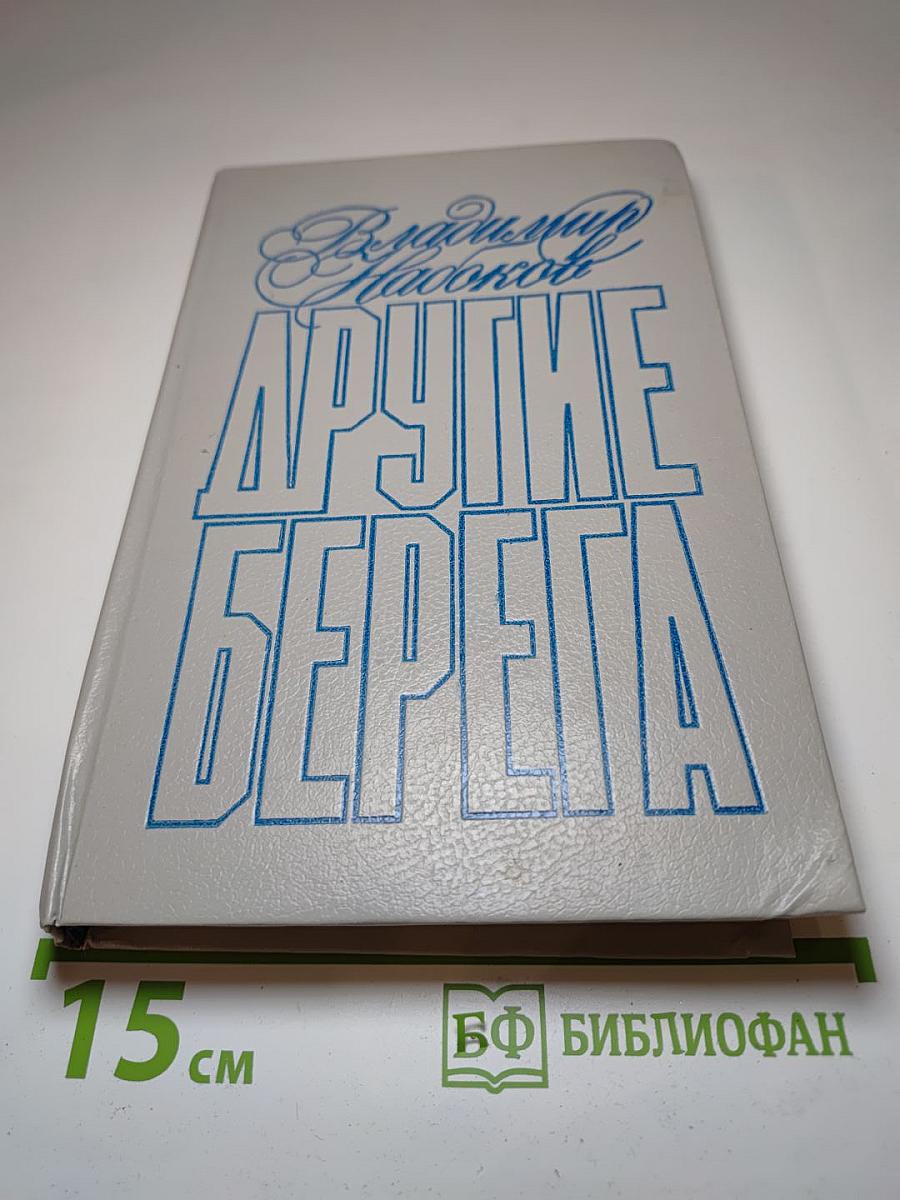 Владимир
Набоков
ДРУГИЕ
БЕРЕГА
15 см
БФ БИБЛИОФАН